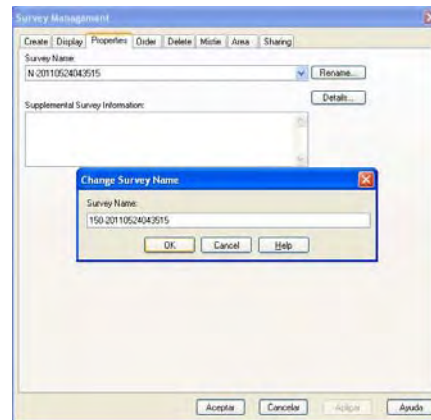 Survey Management
Create Display Properties Order Delete Mistie Area Sharing
Survey Name:
N-20110524043515 Rename...
Details...
Supplemental Survey Information:
Change Survey Name
Survey Name:
150-20110524043515
OK Cancel Help
Aceptar Cancelar Aplicar Ayuda